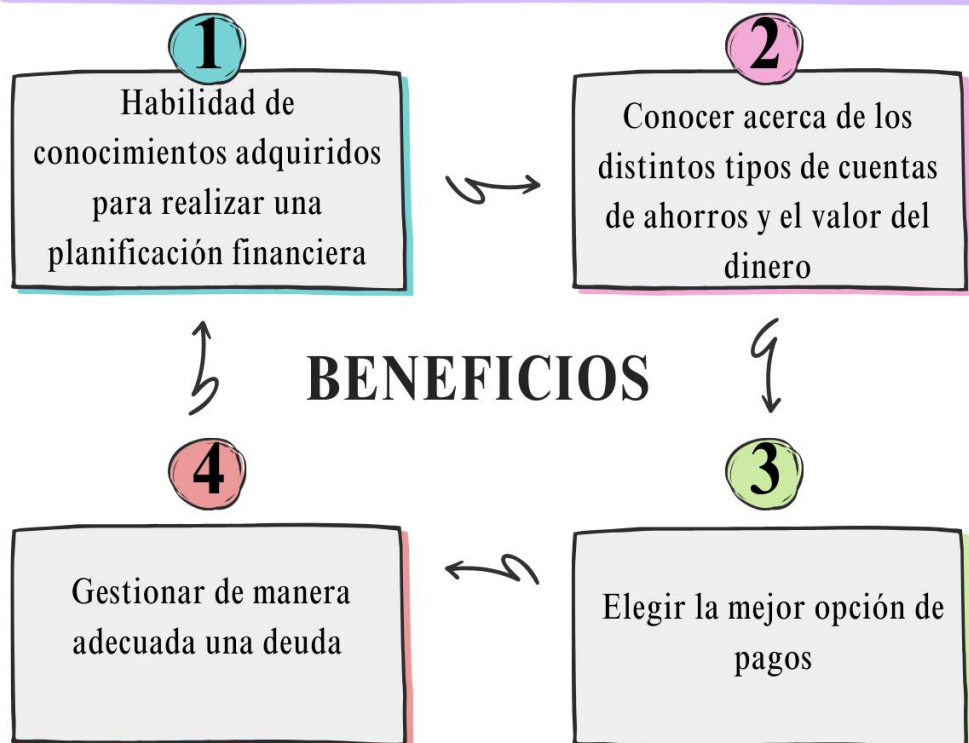 1
Habilidad de
conocimientos adquiridos
para realizar una
planificación financiera
2
Conocer acerca de los
distintos tipos de cuentas
de ahorros y el valor del
dinero
BENEFICIOS
4
Gestionar de manera
adecuada una deuda
3
Elegir la mejor opción de
pagos